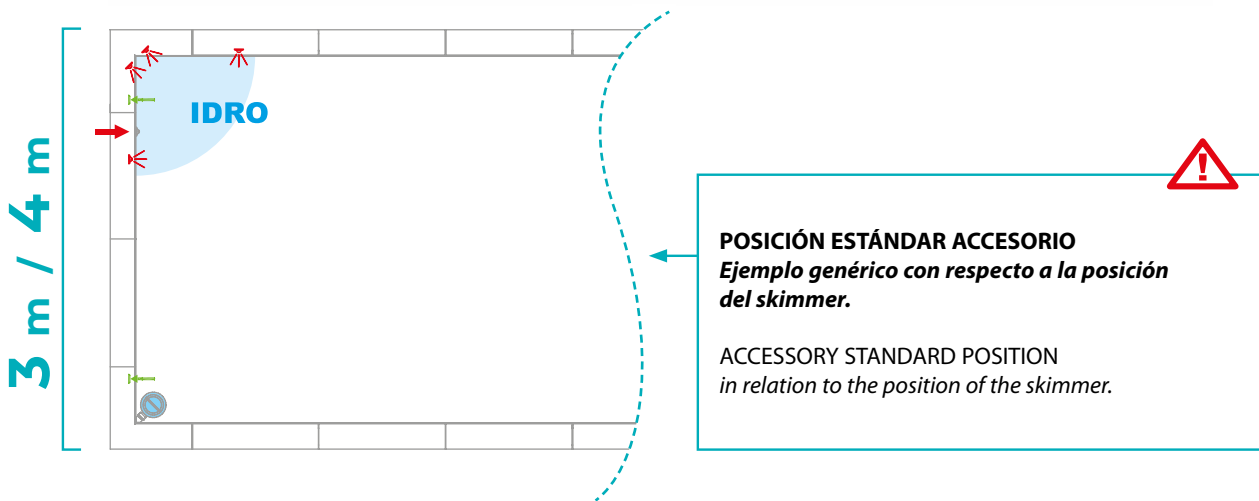 IDRO
3 m / 4 m
!
POSICIÓN ESTÁNDAR ACCESORIO
Ejemplo genérico con respecto a la posición
del skimmer.
ACCESSORY STANDARD POSITION
in relation to the position of the skimmer.